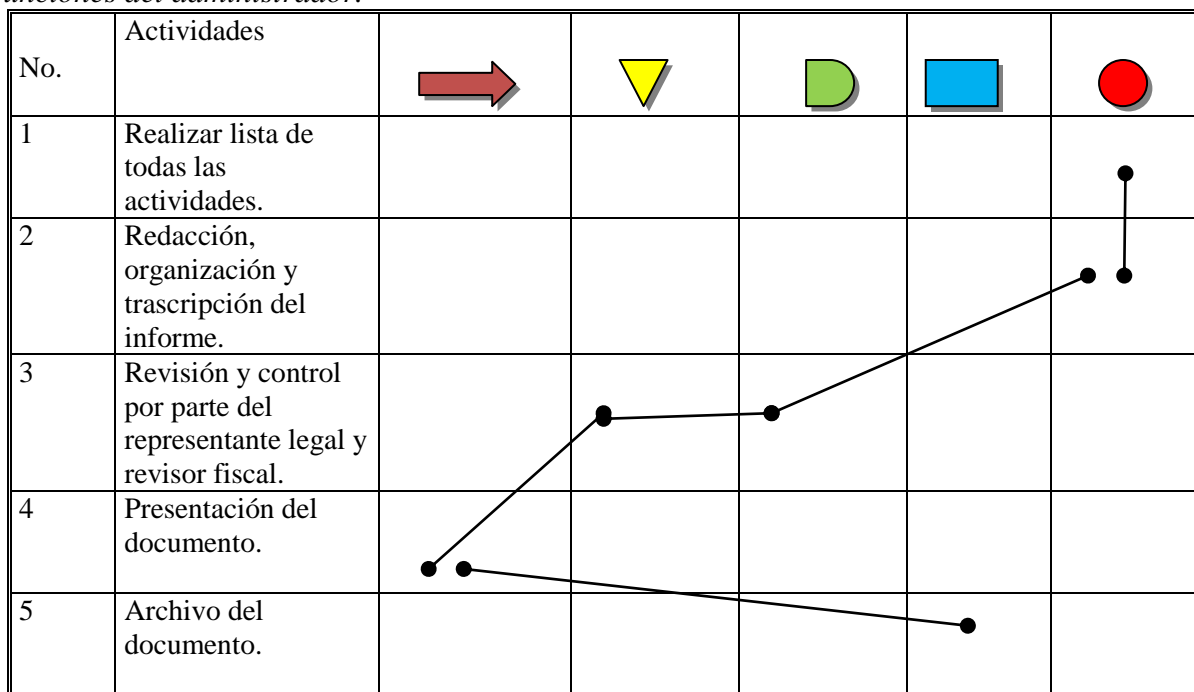 funciones del administrador.
No.
Actividades
1
Realizar lista de
todas las
actividades.
2
Redacción,
organización y
trascripción del
informe.
3
Revisión y control
por parte del
representante legal y
revisor fiscal.
4
Presentación del
documento.
5
Archivo del
documento.